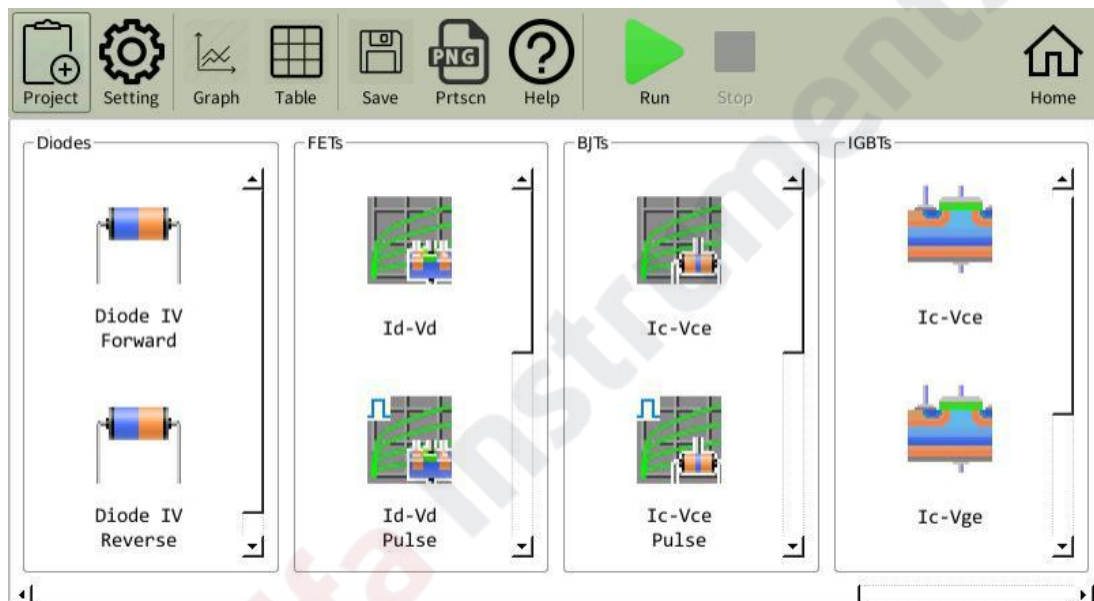 PNG
Project Setting Graph Table Save Prtscn Help Run Stop Home
Diodes FETs BJTs IGBTs
Diode IV
Forward
Id-Vd
Ic-Vce
Ic-Vce
Diode IV
Reverse
Id-Vd
Pulse
Ic-Vce
Pulse
Ic-Vge